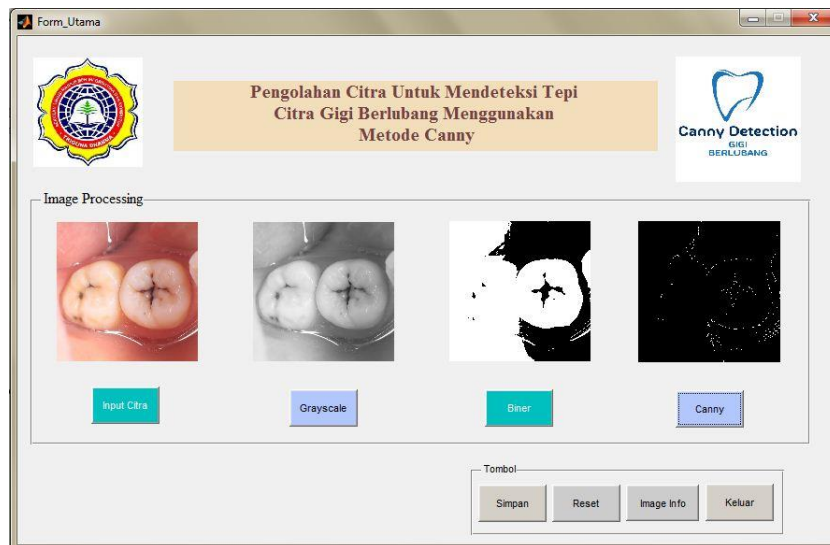 Form_Utama
Pengolahan Citra Untuk Mendeteksi Tepi
Citra Gigi Berlubang Menggunakan
Metode Canny
Canny Detection
GIGI
BERLUBANG
Image Processing
Input Citra
Grayscale
Biner
Canny
Tombol
Simpan
Reset
Image Info
Keluar